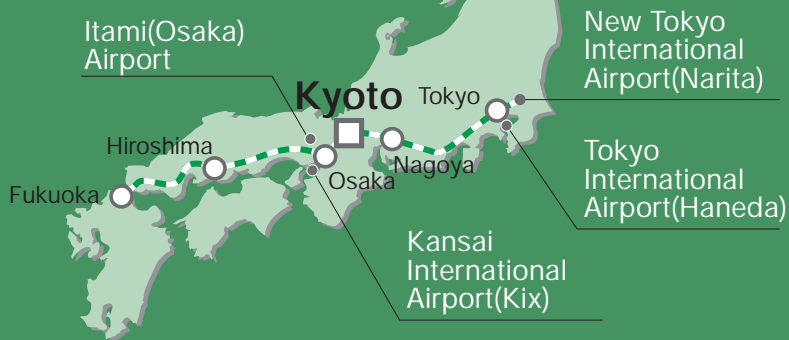 Itami(Osaka)
Airport
New Tokyo
International
Airport(Narita)
Kyoto
Tokyo
Hiroshima
Nagoya
Osaka
Fukuoka
Tokyo
International
Airport(Haneda)
Kansai
International
Airport(Kix)